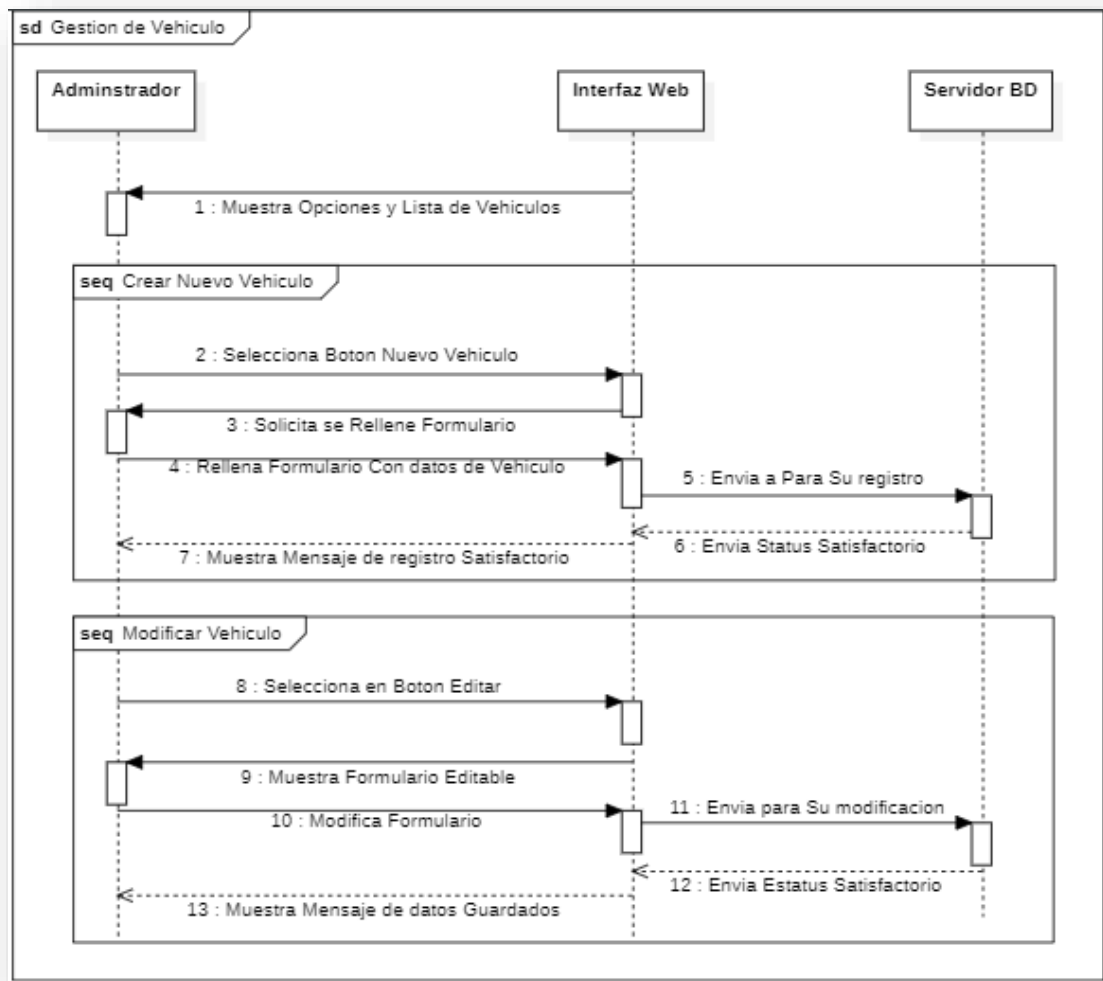 sd Gestion de Vehiculo
Adminstrador
Interfaz Web
Servidor BD
1 : Muestra Opciones y Lista de Vehiculos
seq Crear Nuevo Vehiculo
2 : Selecciona Boton Nuevo Vehiculo
3 : Solicita se Rellene Formulario
4 : Rellena Formulario Con datos de Vehiculo
5 : Envia a Para Su registro
6 : Envia Status Satisfactorio
7 : Muestra Mensaje de registro Satisfactorio
seq Modificar Vehiculo
8 : Selecciona en Boton Editar
9 : Muestra Formulario Editable
10 : Modifica Formulario
11 : Envia para Su modificacion
12 : Envia Estatus Satisfactorio
13 : Muestra Mensaje de datos Guardados